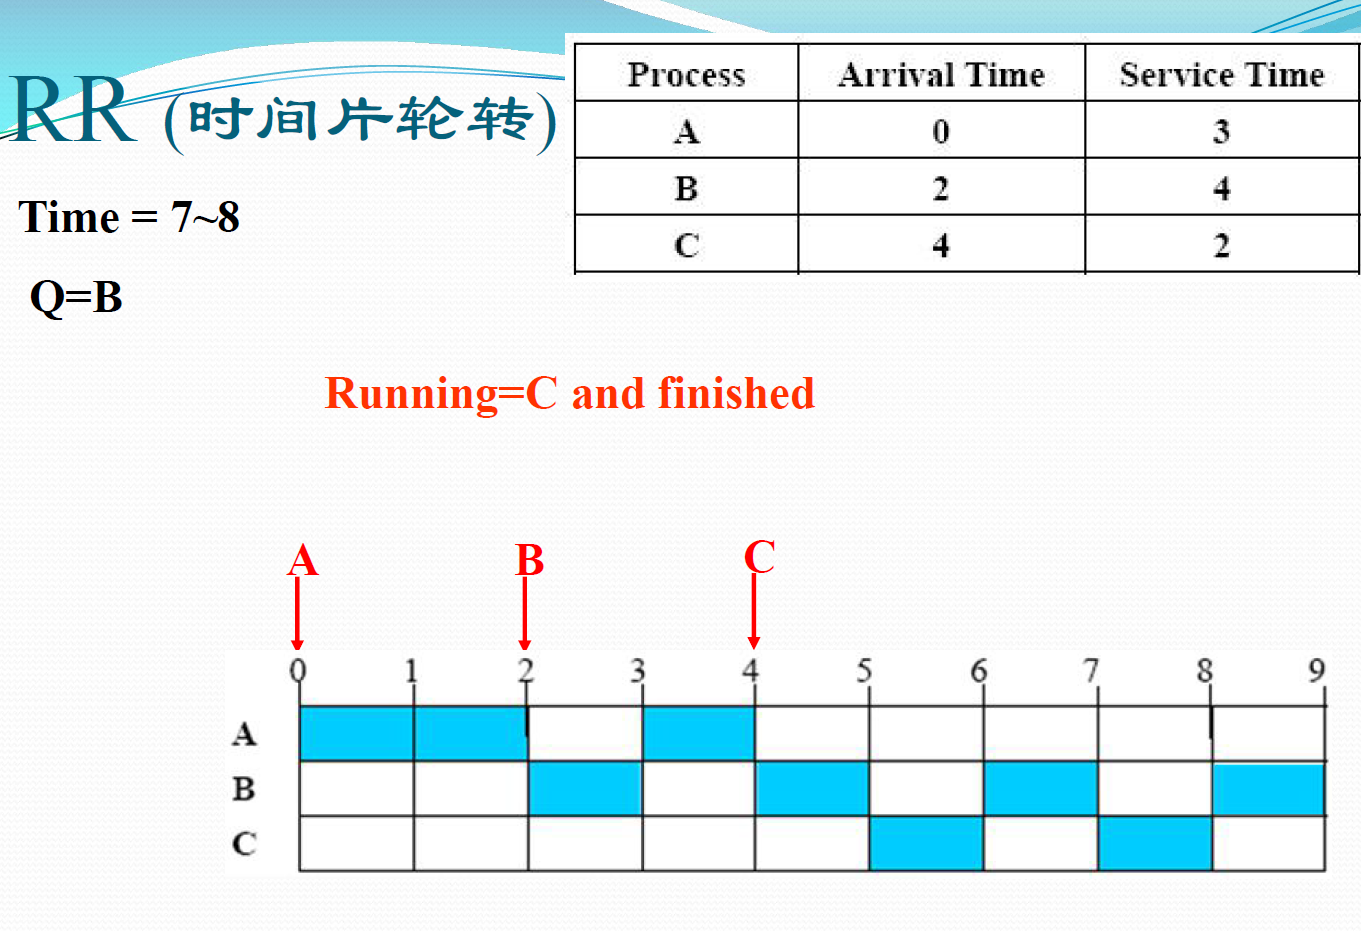 RR (时间片轮转)
Process Arrival Time Service Time
A 0 3
B 2 4
C 4 2
Time = 7~8
Q=B
Running=C and finished
A B C
0 1 2 3 4 5 6 7 8 9
A
B
C